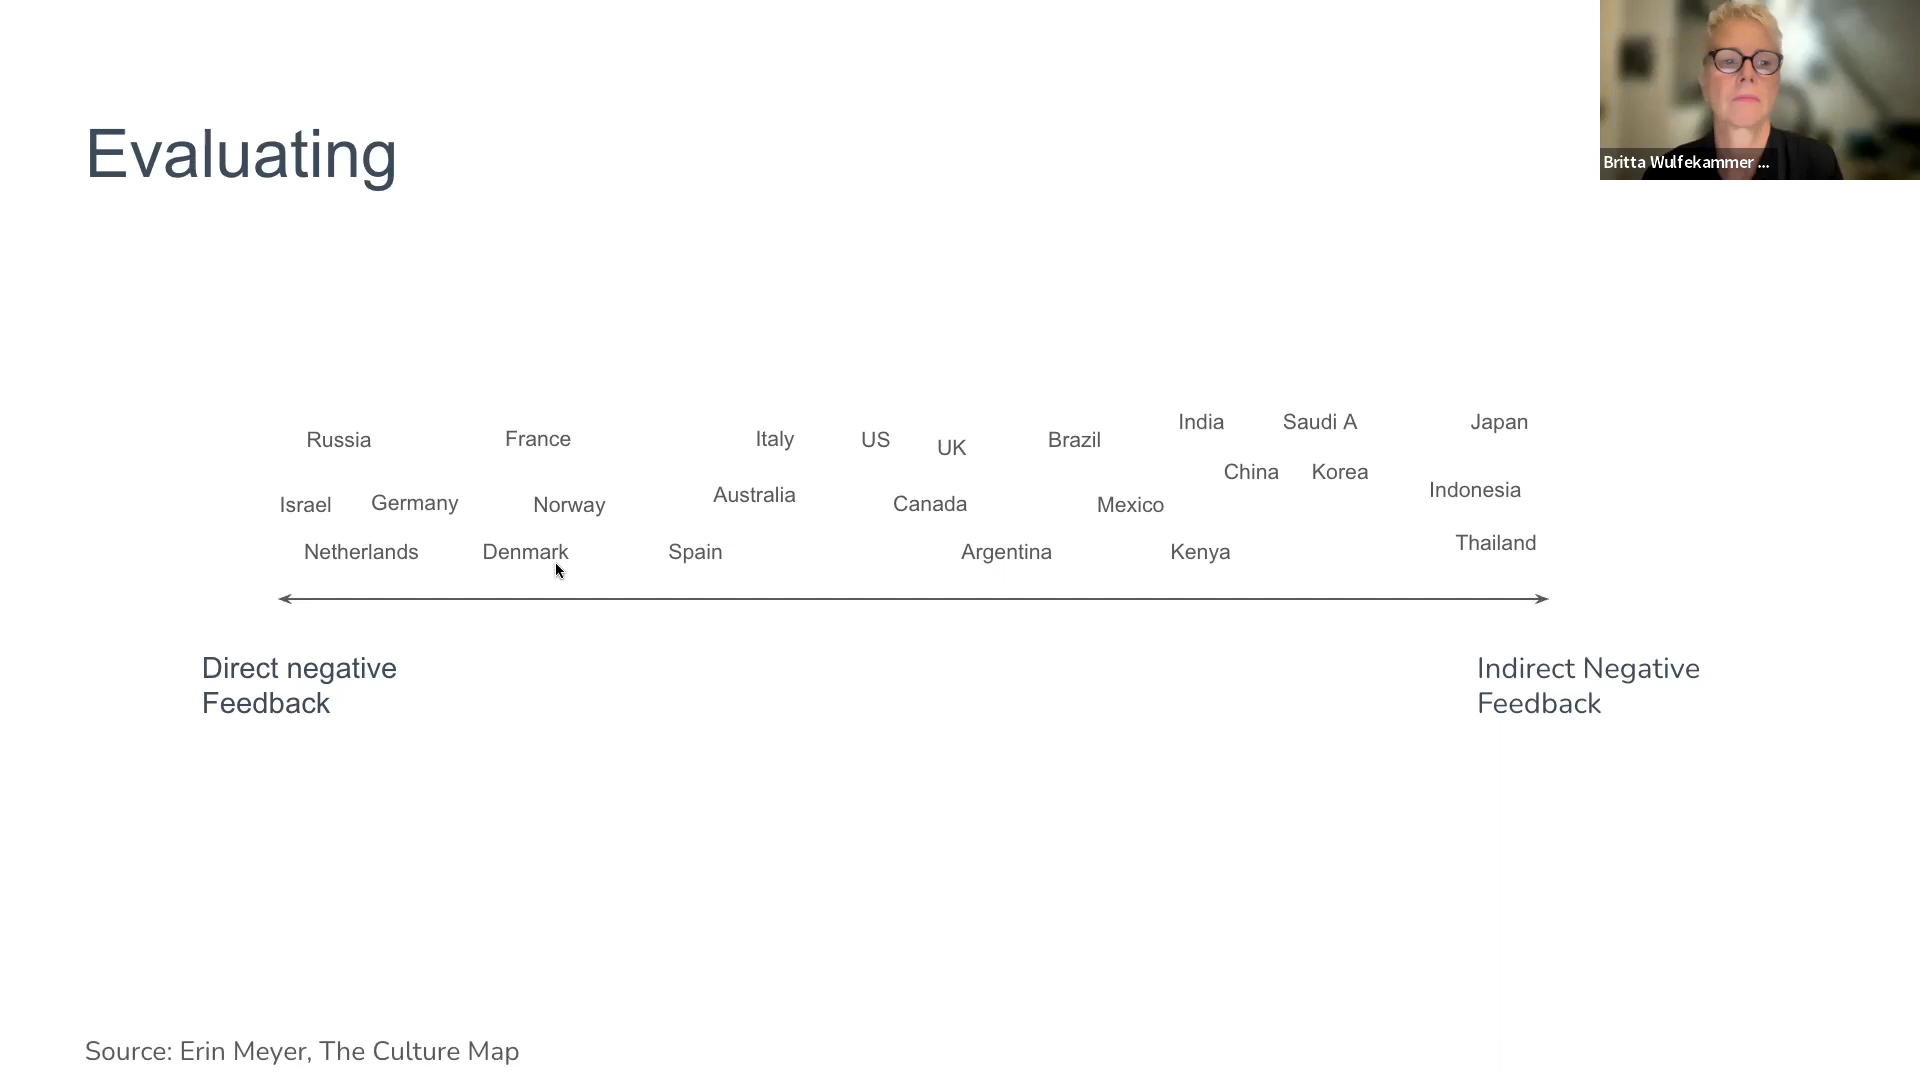 Britta Wulfekammer ...
Evaluating
India Saudi A Japan
Russia France Italy US UK Brazil
China Korea
Indonesia
Israel Germany Norway Australia Canada Mexico
Netherlands Denmark Spain Argentina Kenya Thailand
Direct negative
Feedback
Indirect Negative
Feedback
Source: Erin Meyer, The Culture Map